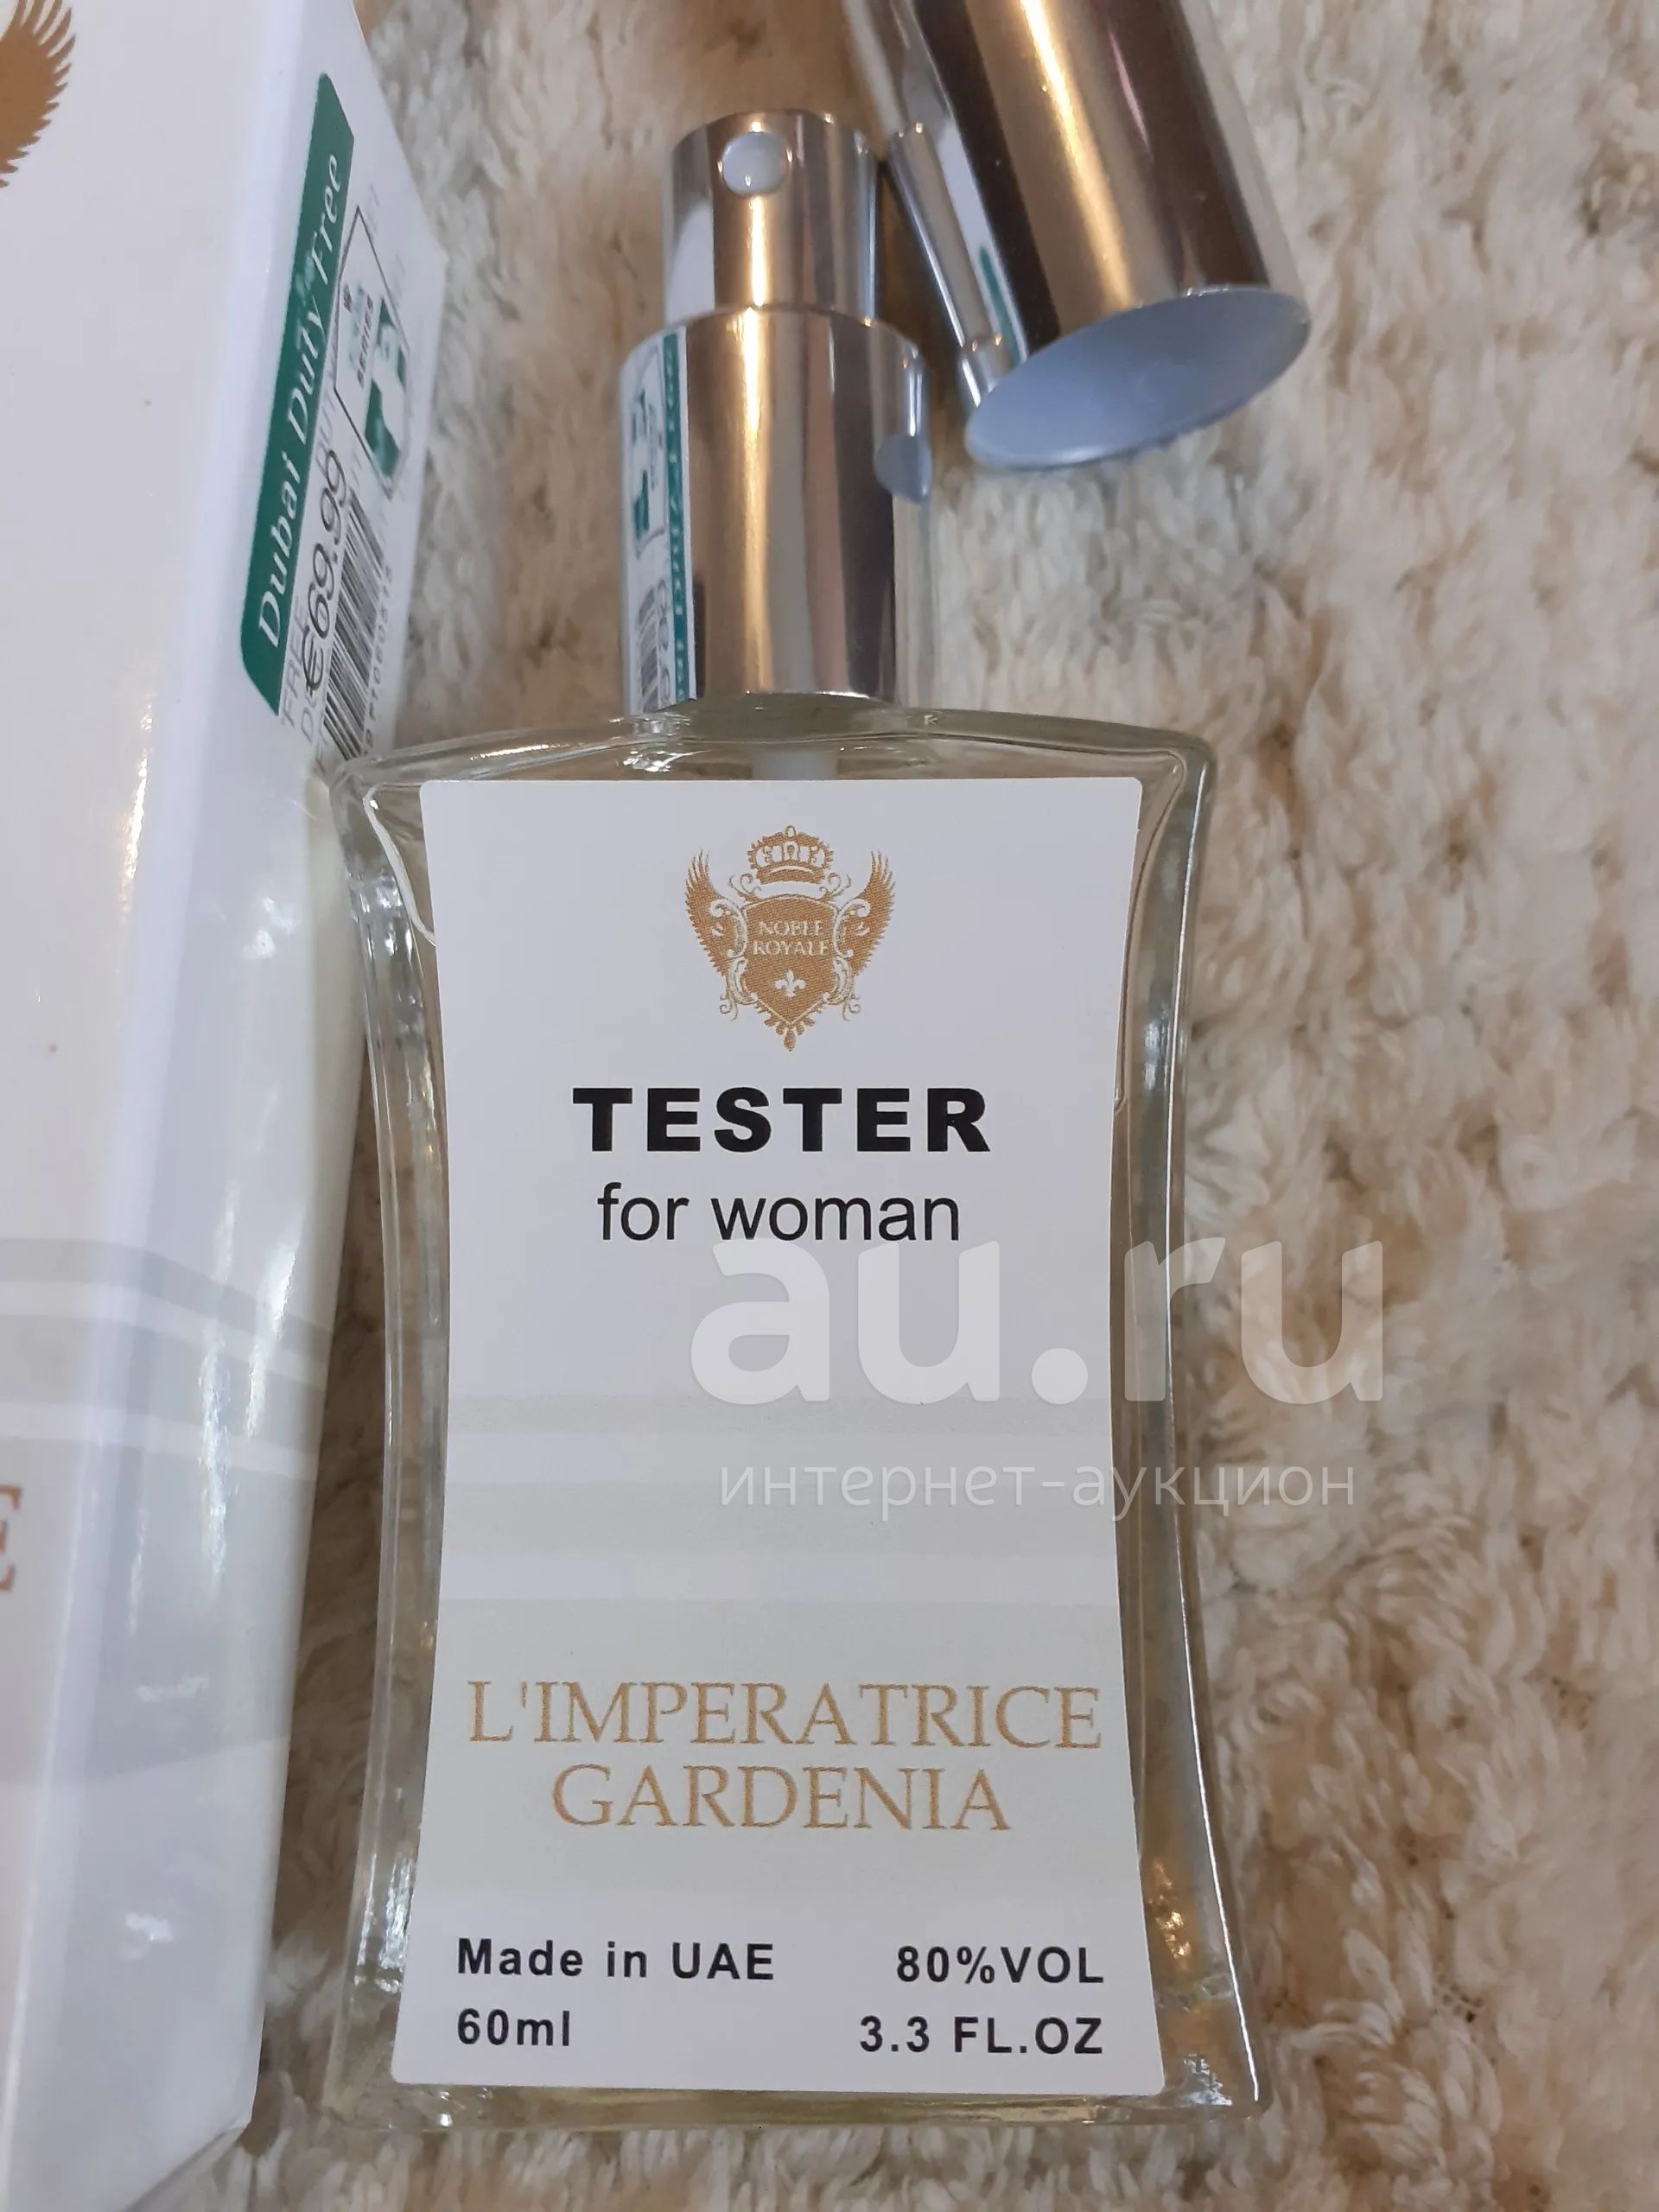 Dubai Duty Free
€69.99
NOBLE
ROYALE
TESTER
for woman
au.ru
интернет-аукцион
L'IMPERATRICE
GARDENIA
Made in UAE 80%VOL
60ml 3.3 FL.OZ